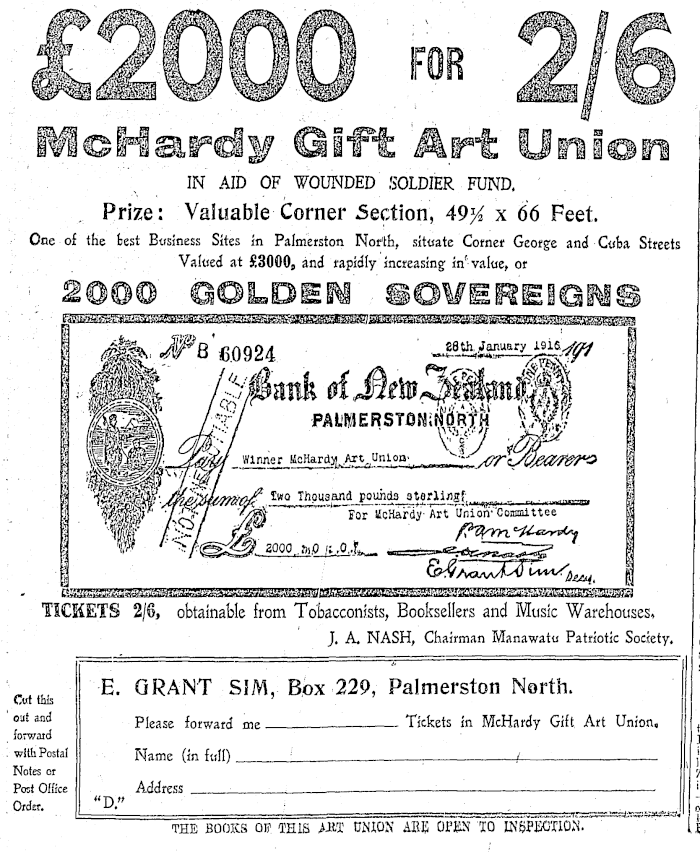 £2000 FOR 2/6
McHardy Gift Art Union
IN AID OF WOUNDED SOLDIER FUND.
Prize: Valuable Corner Section, 49½ x 66 Feet.
One of the best Business Sites in Palmerston North, situate Corner George and Cuba Streets
Valued at £3000, and rapidly increasing in value, or
2000 GOLDEN SOVEREIGNS
No B 60924
28th January 1916 191
Bank of New Zealand
PALMERSTON NORTH
NOT NEGOTIABLE
Pay Winner McHardy Art Union or Bearer
the sum of Two Thousand pounds sterling
For McHardy Art Union Committee
£ 2000
McHardy
E. Grant Sim Secy.
TICKETS 2/6, obtainable from Tobacconists, Booksellers and Music Warehouses.
J. A. NASH, Chairman Manawatu Patriotic Society.
Cut this
out and
forward
with Postal
Notes or
Post Office
Order.
E. GRANT SIM, Box 229, Palmerston North.
Please forward me Tickets in McHardy Gift Art Union.
Name (in full)
Address
"D."
THE BOOKS OF THIS ART UNION ARE OPEN TO INSPECTION.